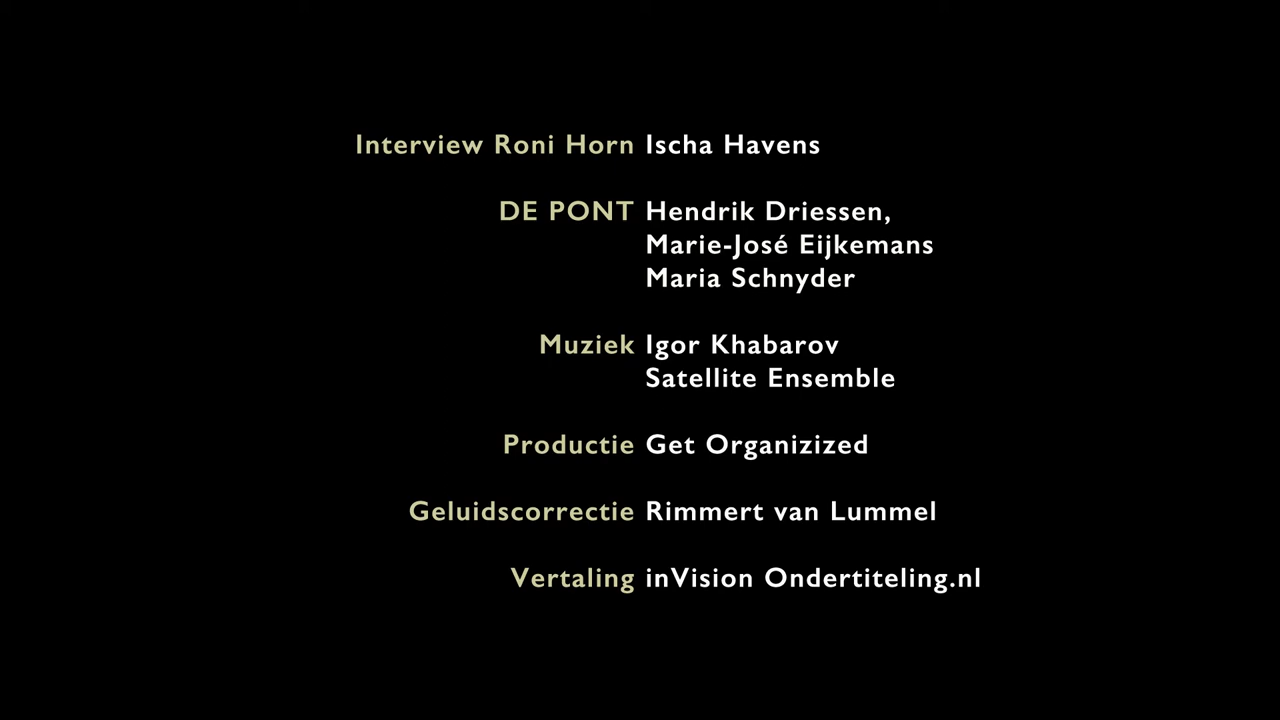 Interview Roni Horn Ischa Havens
DE PONT Hendrik Driessen,
Marie-José Eijkemans
Maria Schnyder
Muziek Igor Khabarov
Satellite Ensemble
Productie Get Organizized
Geluidscorrectie Rimmert van Lummel
Vertaling inVision Ondertiteling.nl